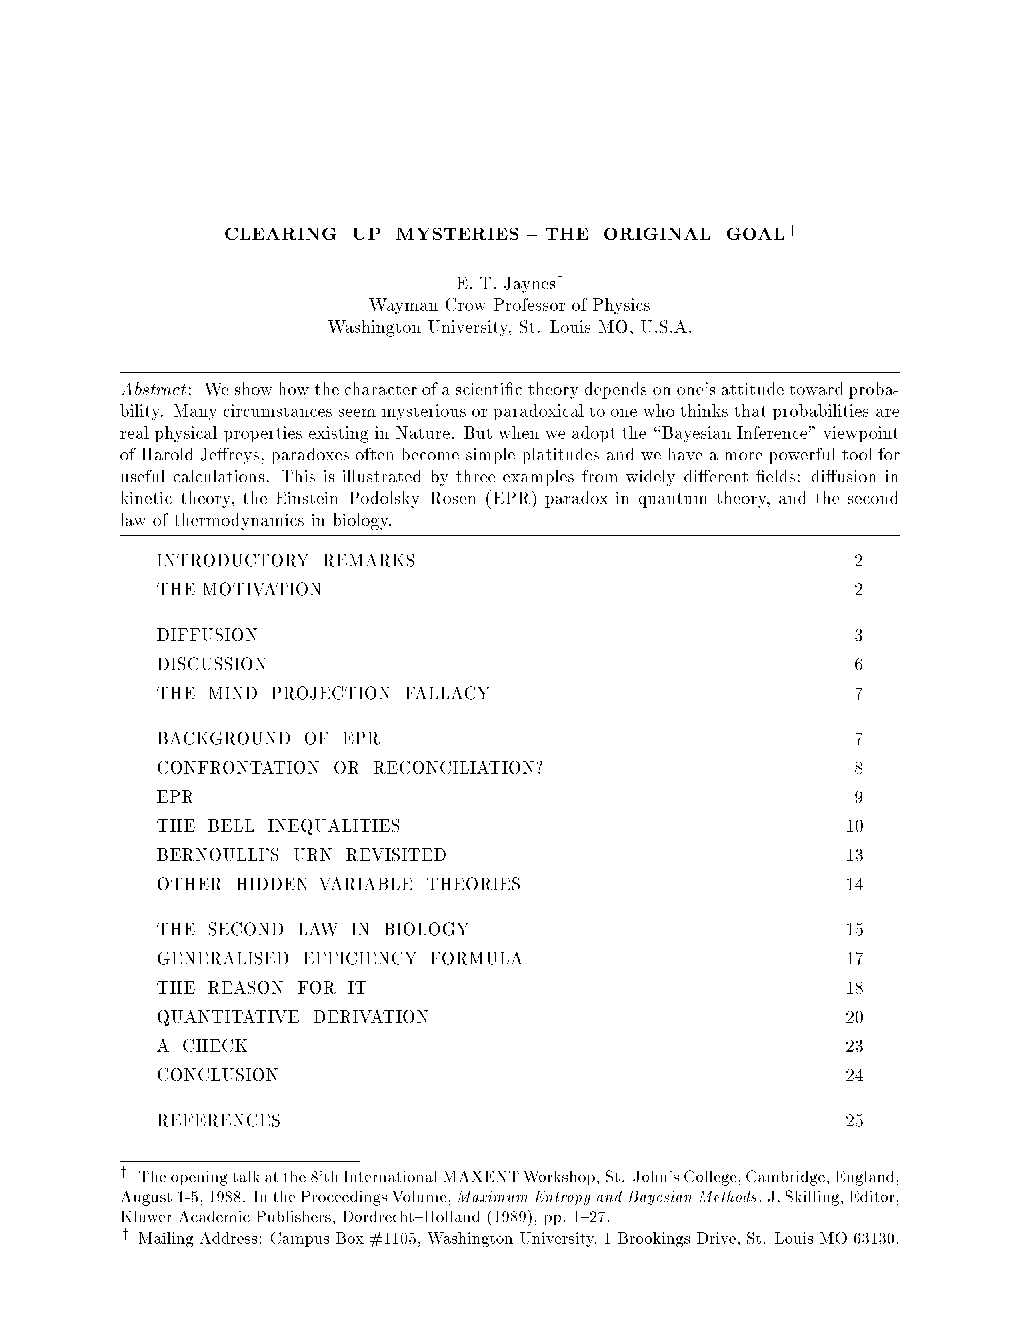 CLEARING UP MYSTERIES – THE ORIGINAL GOAL †
E. T. Jaynes†
Wayman Crow Professor of Physics
Washington University, St. Louis MO, U.S.A.
Abstract: We show how the character of a scientific theory depends on one's attitude toward proba-
bility. Many circumstances seem mysterious or paradoxical to one who thinks that probabilities are
real physical properties existing in Nature. But when we adopt the “Bayesian Inference” viewpoint
of Harold Jeffreys, paradoxes often become simple platitudes and we have a more powerful tool for
useful calculations. This is illustrated by three examples from widely different fields: diffusion in
kinetic theory, the Einstein–Podolsky–Rosen (EPR) paradox in quantum theory, and the second
law of thermodynamics in biology.
INTRODUCTORY REMARKS 2
THE MOTIVATION 2
DIFFUSION 3
DISCUSSION 6
THE MIND PROJECTION FALLACY 7
BACKGROUND OF EPR 7
CONFRONTATION OR RECONCILIATION? 8
EPR 9
THE BELL INEQUALITIES 10
BERNOULLI'S URN REVISITED 13
OTHER HIDDEN–VARIABLE THEORIES 14
THE SECOND LAW IN BIOLOGY 15
GENERALISED EFFICIENCY FORMULA 17
THE REASON FOR IT 18
QUANTITATIVE DERIVATION 20
A CHECK 23
CONCLUSION 24
REFERENCES 25
† The opening talk at the 8'th International MAXENT Workshop, St. John's College, Cambridge, England,
August 1-5, 1988. In the Proceedings Volume, Maximum Entropy and Bayesian Methods, J. Skilling, Editor,
Kluwer Academic Publishers, Dordrecht–Holland (1989), pp. 1–27.
† Mailing Address: Campus Box #1105, Washington University, 1 Brookings Drive, St. Louis MO 63130.